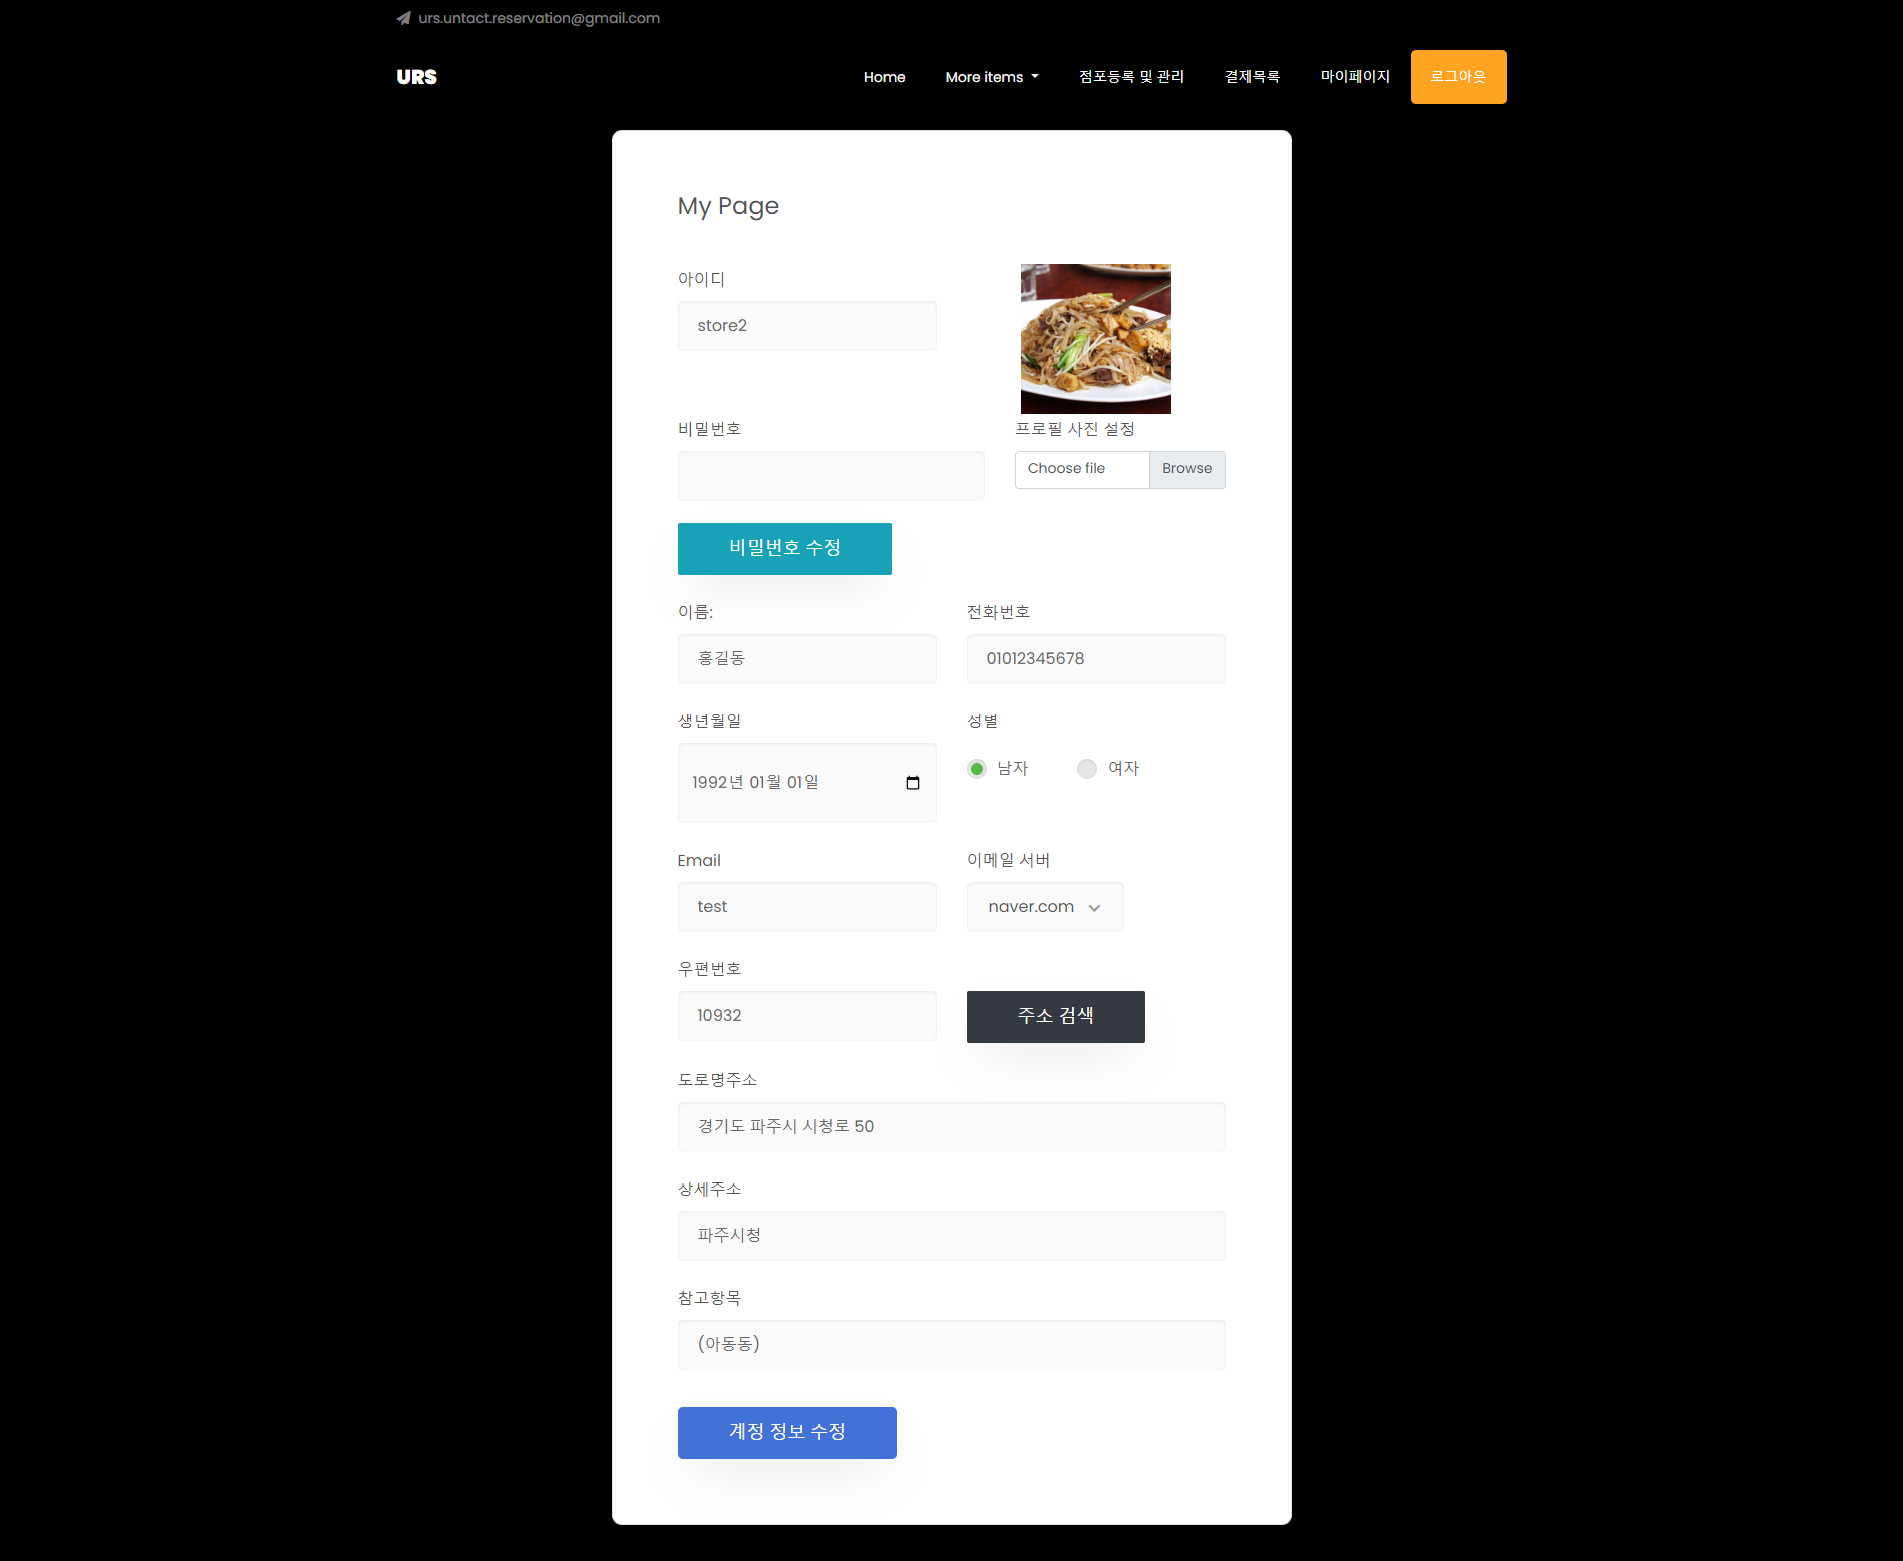 urs.untact.reservation@gmail.com
URS
Home
More items
점포등록 및 관리
결제목록
마이페이지
로그아웃
My Page
아이디
store2
비밀번호
프로필 사진 설정
Choose file
Browse
비밀번호 수정
이름:
전화번호
홍길동
01012345678
생년월일
성별
1992년 01월 01일
남자
여자
Email
이메일 서버
test
naver.com
우편번호
10932
주소 검색
도로명주소
경기도 파주시 시청로 50
상세주소
파주시청
참고항목
(아동동)
계정 정보 수정